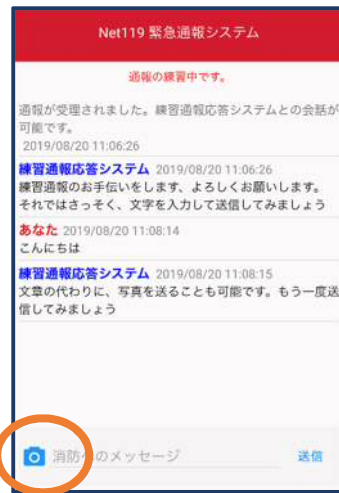 Net119 緊急通報システム
通報の練習中です。
通報が受理されました。練習通報応答システムとの会話が
可能です。
2019/08/20 11:06:26
練習通報応答システム 2019/08/20 11:06:26
練習通報のお手伝いをします、よろしくお願いします。
それではさっそく、文字を入力して送信してみましょう
あなた 2019/08/20 11:08:14
こんにちは
練習通報応答システム 2019/08/20 11:08:15
文章の代わりに、写真を送ることも可能です。もう一度送
信してみましょう
消防へのメッセージ 送信